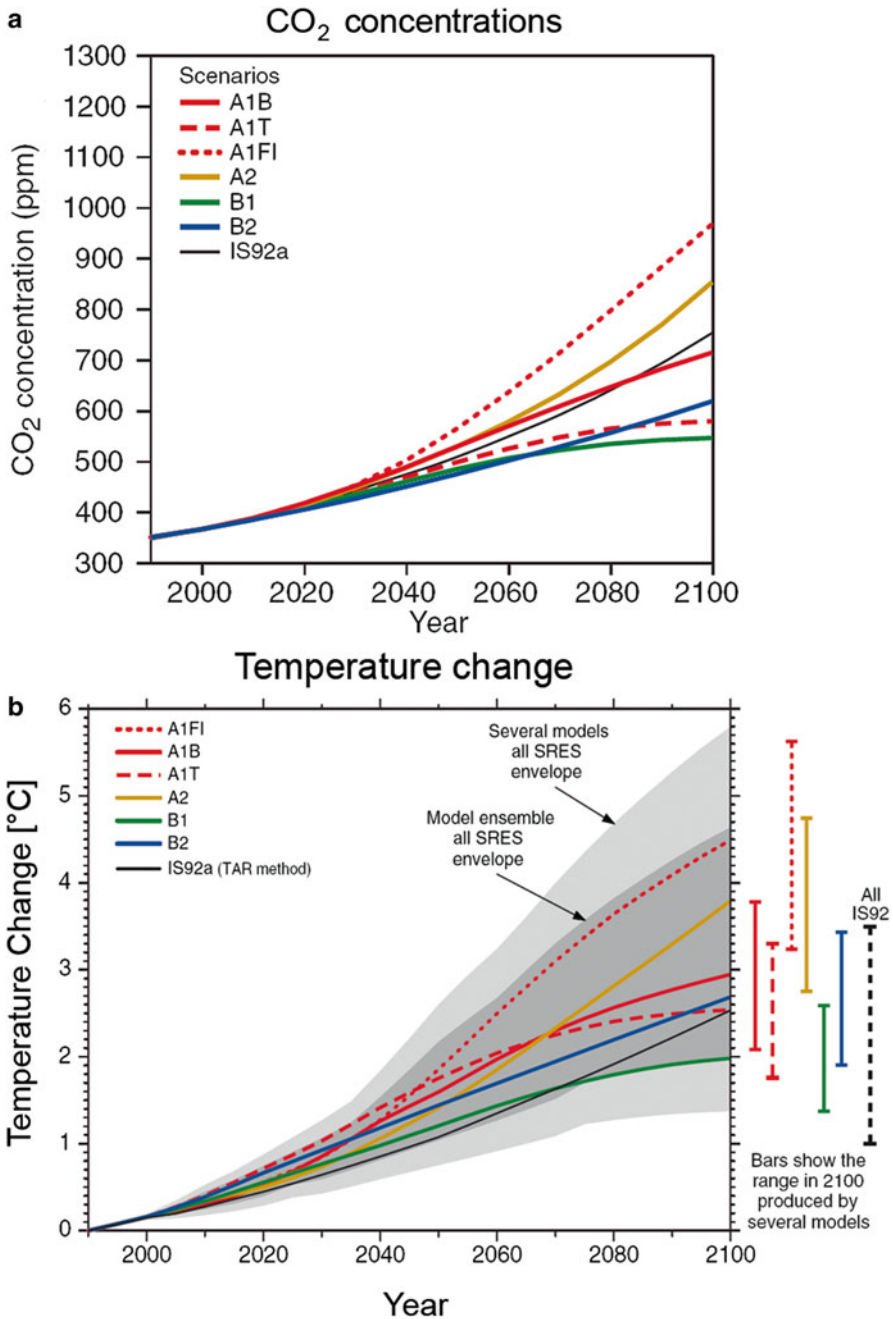 a
CO₂ concentrations
1300
1200
1100
1000
900
800
700
600
500
400
300
CO₂ concentration (ppm)
Scenarios
A1B
A1T
A1FI
A2
B1
B2
IS92a
2000 2020 2040 2060 2080 2100
Year
Temperature change
b
6
5
4
3
2
1
0
Temperature Change [°C]
A1FI
A1B
A1T
A2
B1
B2
IS92a (TAR method)
Several models
all SRES
envelope
Model ensemble
all SRES
envelope
All
IS92
Bars show the
range in 2100
produced by
several models
2000 2020 2040 2060 2080 2100
Year